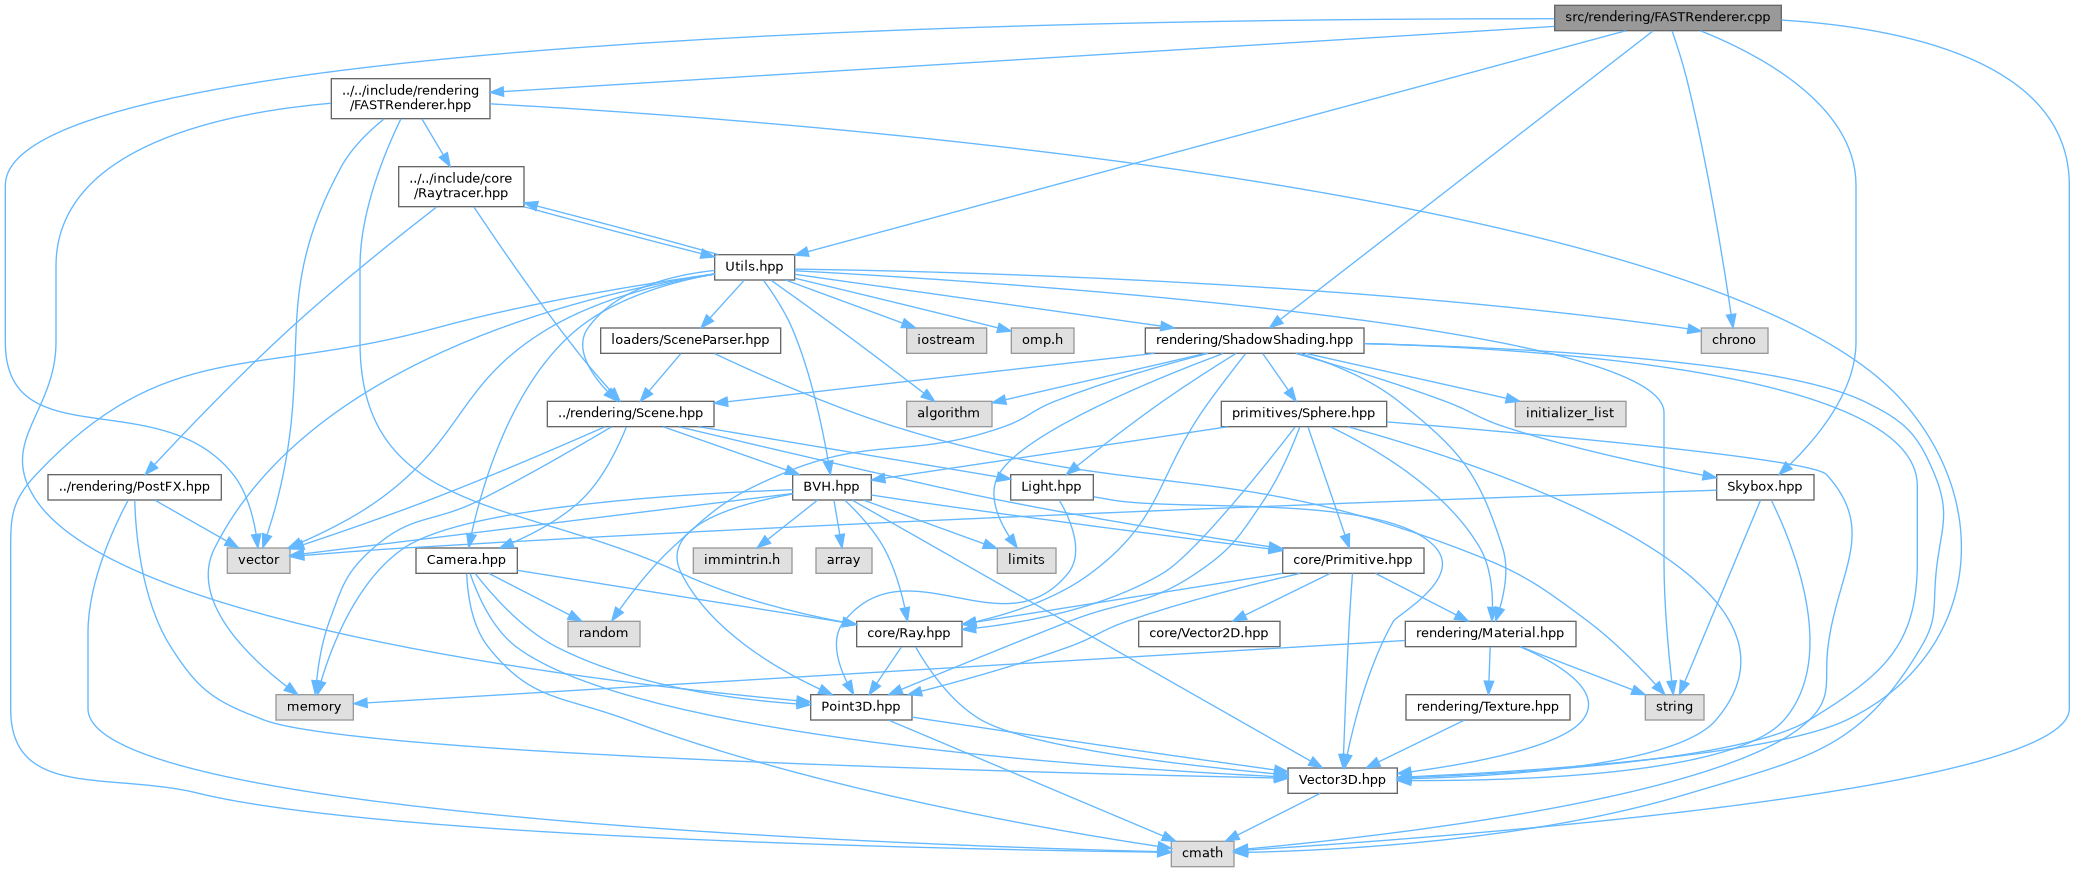 src/rendering/FASTRenderer.cpp
../../include/rendering
/FASTRenderer.hpp
../../include/core
/Raytracer.hpp
Utils.hpp
loaders/SceneParser.hpp
iostream
omp.h
rendering/ShadowShading.hpp
chrono
../rendering/Scene.hpp
algorithm
primitives/Sphere.hpp
initializer_list
../rendering/PostFX.hpp
BVH.hpp
Light.hpp
Skybox.hpp
vector
Camera.hpp
immintrin.h
array
limits
core/Primitive.hpp
random
core/Ray.hpp
core/Vector2D.hpp
rendering/Material.hpp
memory
Point3D.hpp
rendering/Texture.hpp
string
Vector3D.hpp
cmath